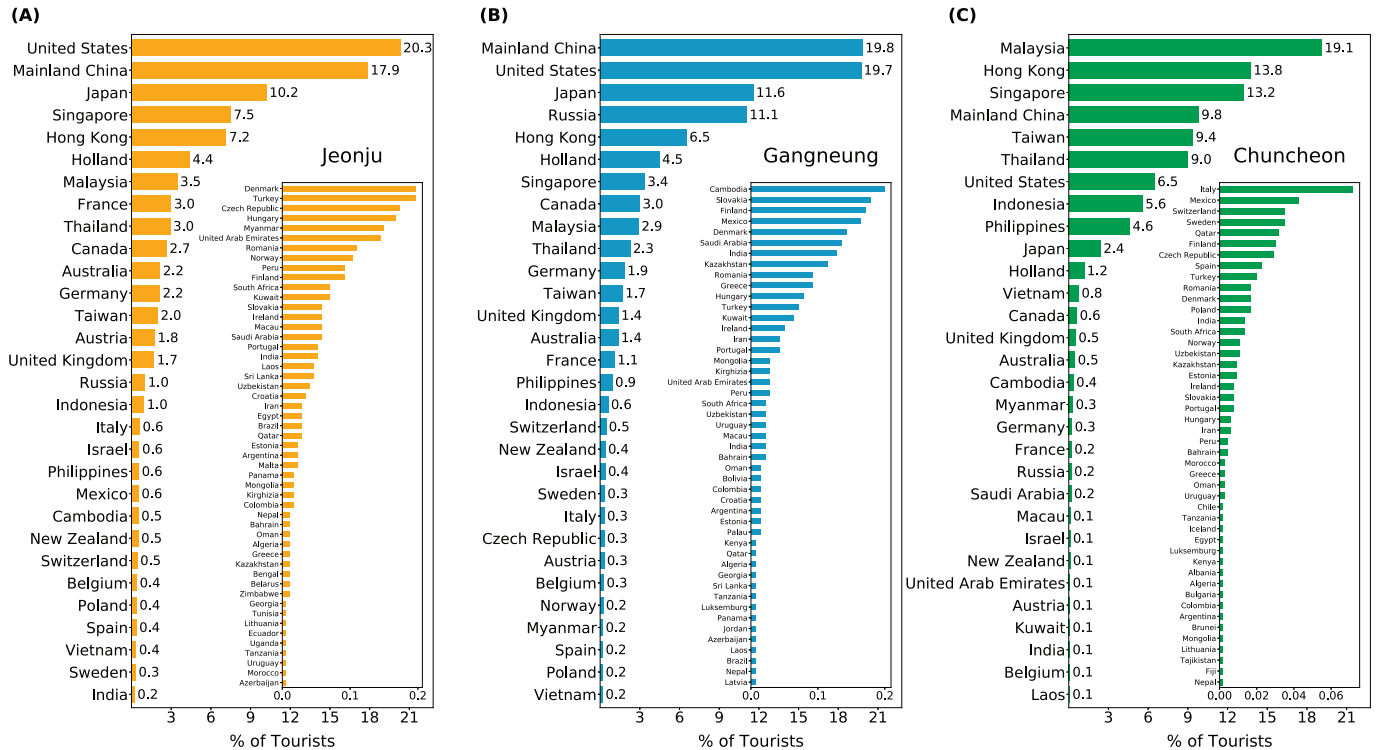 (A)
Jeonju
United States 20.3
Mainland China 17.9
Japan 10.2
Singapore 7.5
Hong Kong 7.2
Holland 4.4
Malaysia 3.5
France 3.0
Thailand 3.0
Canada 2.7
Australia 2.2
Germany 2.2
Taiwan 2.0
Austria 1.8
United Kingdom 1.7
Russia 1.0
Indonesia 1.0
Italy 0.6
Israel 0.6
Philippines 0.6
Mexico 0.6
Cambodia 0.5
New Zealand 0.5
Switzerland 0.5
Belgium 0.4
Poland 0.4
Spain 0.4
Vietnam 0.4
Sweden 0.3
India 0.2
3 6 9 12 15 18 21
% of Tourists
Denmark
Turkey
Czech Republic
Hungary
Myanmar
United Arab Emirates
Romania
Norway
Peru
Finland
South Africa
Kuwait
Slovakia
Ireland
Macau
Saudi Arabia
Portugal
India
Laos
Sri Lanka
Uzbekistan
Croatia
Iran
Egypt
Brazil
Qatar
Estonia
Argentina
Malta
Panama
Mongolia
Kirghizia
Colombia
Nepal
Bahrain
Oman
Algeria
Greece
Kazakhstan
Bengal
Belarus
Zimbabwe
Georgia
Tunisia
Lithuania
Ecuador
Uganda
Tanzania
Uruguay
Morocco
Azerbaijan
0.0 0.1 0.2
(B)
Gangneung
Mainland China 19.8
United States 19.7
Japan 11.6
Russia 11.1
Hong Kong 6.5
Holland 4.5
Singapore 3.4
Canada 3.0
Malaysia 2.9
Thailand 2.3
Germany 1.9
Taiwan 1.7
United Kingdom 1.4
Australia 1.4
France 1.1
Philippines 0.9
Indonesia 0.6
Switzerland 0.5
New Zealand 0.4
Israel 0.4
Sweden 0.3
Italy 0.3
Czech Republic 0.3
Austria 0.3
Belgium 0.3
Norway 0.2
Myanmar 0.2
Spain 0.2
Poland 0.2
Vietnam 0.2
3 6 9 12 15 18 21
% of Tourists
Cambodia
Slovakia
Finland
Mexico
Denmark
Saudi Arabia
India
Kazakhstan
Romania
Greece
Hungary
Turkey
Kuwait
Ireland
Iran
Portugal
Mongolia
Kirghizia
United Arab Emirates
Peru
South Africa
Uzbekistan
Uruguay
Macau
India
Bahrain
Oman
Bolivia
Colombia
Croatia
Argentina
Estonia
Palau
Kenya
Qatar
Algeria
Georgia
Sri Lanka
Tanzania
Luksemburg
Panama
Jordan
Azerbaijan
Laos
Brazil
Nepal
Latvia
0.0 0.1 0.2
(C)
Chuncheon
Malaysia 19.1
Hong Kong 13.8
Singapore 13.2
Mainland China 9.8
Taiwan 9.4
Thailand 9.0
United States 6.5
Indonesia 5.6
Philippines 4.6
Japan 2.4
Holland 1.2
Vietnam 0.8
Canada 0.6
United Kingdom 0.5
Australia 0.5
Cambodia 0.4
Myanmar 0.3
Germany 0.3
France 0.2
Russia 0.2
Saudi Arabia 0.2
Macau 0.1
Israel 0.1
New Zealand 0.1
United Arab Emirates 0.1
Austria 0.1
Kuwait 0.1
India 0.1
Belgium 0.1
Laos 0.1
3 6 9 12 15 18 21
% of Tourists
Italy
Mexico
Switzerland
Sweden
Qatar
Finland
Czech Republic
Spain
Turkey
Romania
Denmark
Poland
India
South Africa
Norway
Uzbekistan
Kazakhstan
Estonia
Ireland
Slovakia
Portugal
Hungary
Iran
Peru
Bahrain
Morocco
Greece
Oman
Uruguay
Chile
Tanzania
Iceland
Egypt
Luksemburg
Kenya
Albania
Algeria
Bulgaria
Colombia
Argentina
Brunei
Mongolia
Lithuania
Tajikistan
Fiji
Nepal
0.00 0.02 0.04 0.06